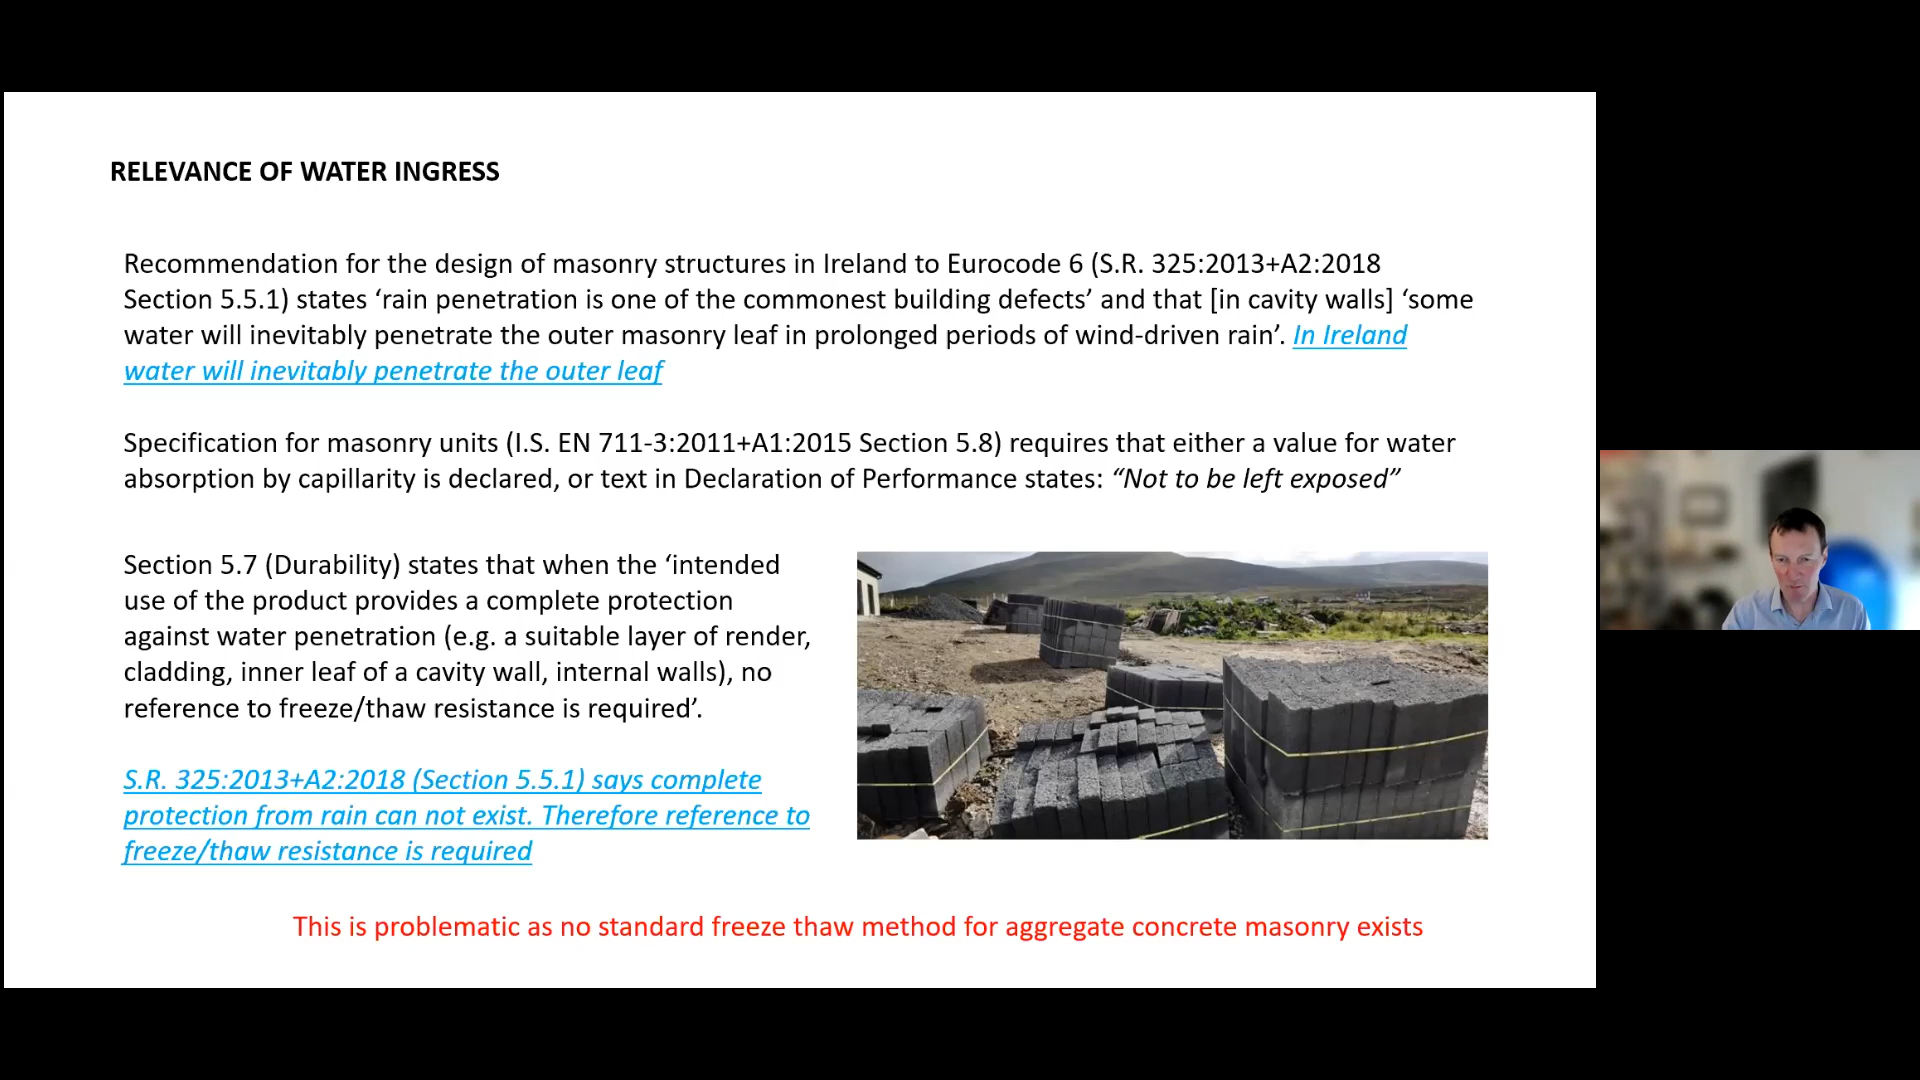 RELEVANCE OF WATER INGRESS
Recommendation for the design of masonry structures in Ireland to Eurocode 6 (S.R. 325:2013+A2:2018
Section 5.5.1) states ‘rain penetration is one of the commonest building defects’ and that [in cavity walls] ‘some
water will inevitably penetrate the outer masonry leaf in prolonged periods of wind-driven rain’. In Ireland
water will inevitably penetrate the outer leaf
Specification for masonry units (I.S. EN 711-3:2011+A1:2015 Section 5.8) requires that either a value for water
absorption by capillarity is declared, or text in Declaration of Performance states: “Not to be left exposed”
Section 5.7 (Durability) states that when the ‘intended
use of the product provides a complete protection
against water penetration (e.g. a suitable layer of render,
cladding, inner leaf of a cavity wall, internal walls), no
reference to freeze/thaw resistance is required’.
S.R. 325:2013+A2:2018 (Section 5.5.1) says complete
protection from rain can not exist. Therefore reference to
freeze/thaw resistance is required
This is problematic as no standard freeze thaw method for aggregate concrete masonry exists